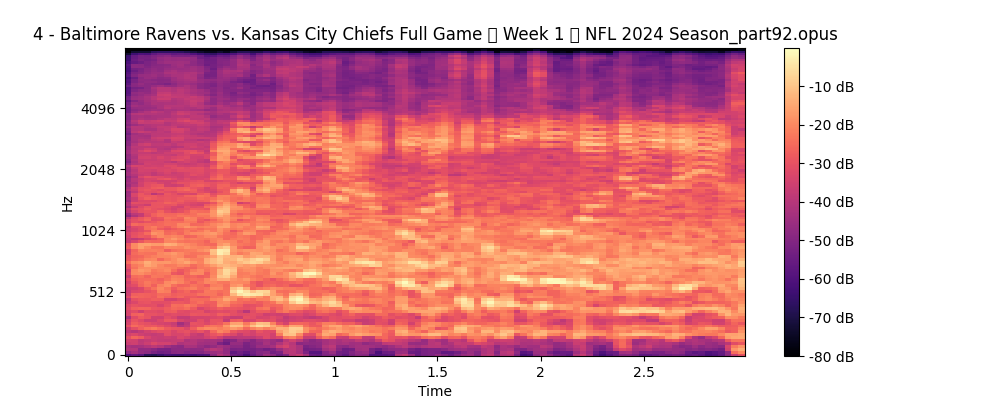 4 - Baltimore Ravens vs. Kansas City Chiefs Full Game ▯ Week 1 ▯ NFL 2024 Season_part92.opus
4096
2048
1024
512
0
Hz
0
0.5
1
1.5
2
2.5
Time
-10 dB
-20 dB
-30 dB
-40 dB
-50 dB
-60 dB
-70 dB
-80 dB